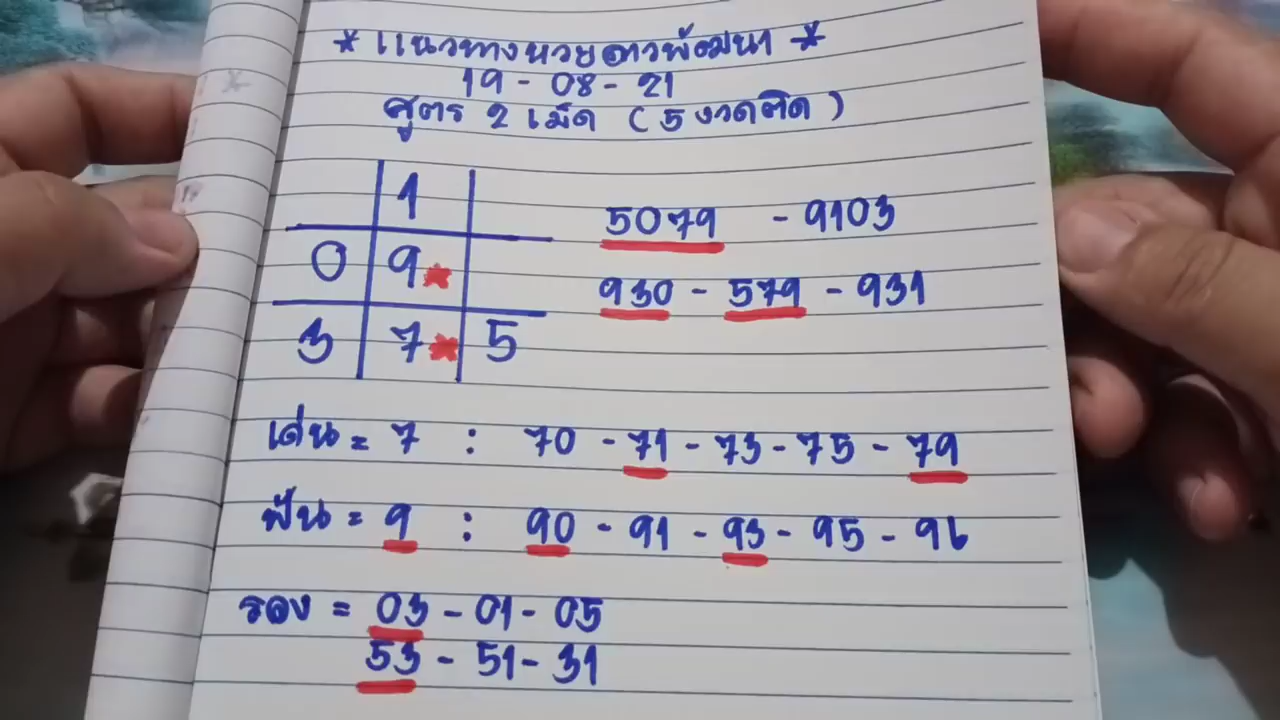 * แนวทางหวยลาวพัฒนา *
19 - 08 - 21
สูตร 2 เม็ด ( 5 งวดติด )
1
0 9*
3 7* 5
5079 - 9103
930 - 579 - 931
เด่น = 7 : 70 - 71 - 73 - 75 - 79
ฟัน = 9 : 90 - 91 - 93 - 95 - 96
รอง = 03 - 01 - 05
53 - 51 - 31